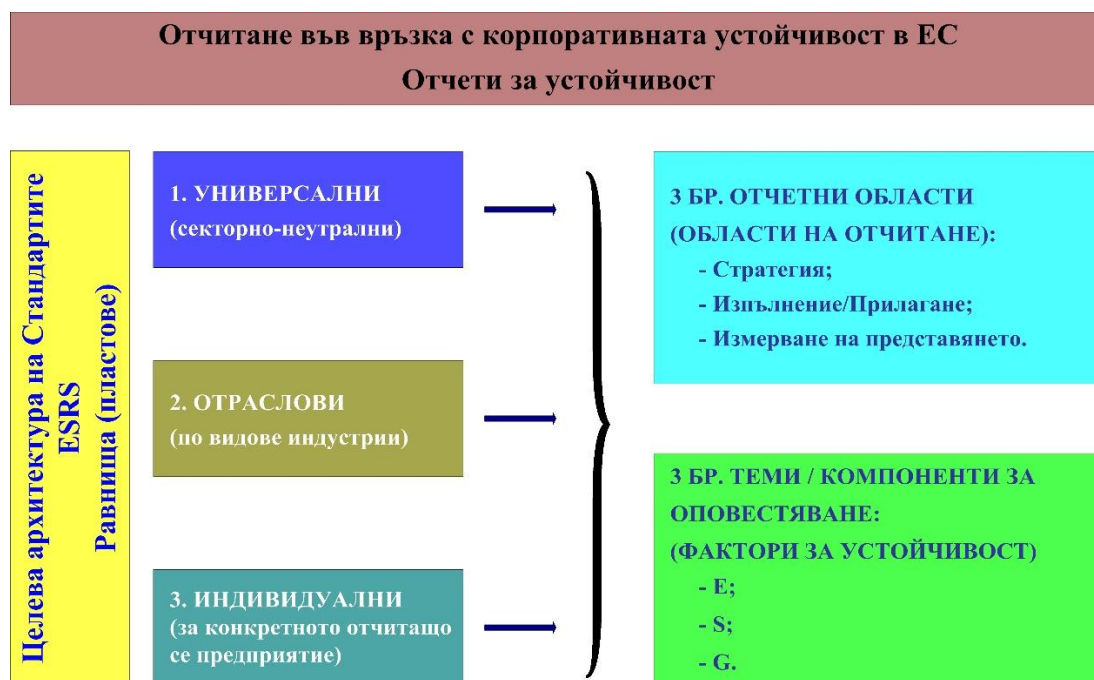 Отчитане във връзка с корпоративната устойчивост в ЕС
Отчети за устойчивост
Целева архитектура на Стандартите
ESRS
Равнища (пластове)
1. УНИВЕРСАЛНИ
(секторно-неутрални)
2. ОТРАСЛОВИ
(по видове индустрии)
3. ИНДИВИДУАЛНИ
(за конкретното отчитащо
се предприятие)
3 БР. ОТЧЕТНИ ОБЛАСТИ
(ОБЛАСТИ НА ОТЧИТАНЕ):
- Стратегия;
- Изпълнение/Прилагане;
- Измерване на представянето.
3 БР. ТЕМИ / КОМПОНЕНТИ ЗА
ОПОВЕСТЯВАНЕ:
(ФАКТОРИ ЗА УСТОЙЧИВОСТ)
- E;
- S;
- G.